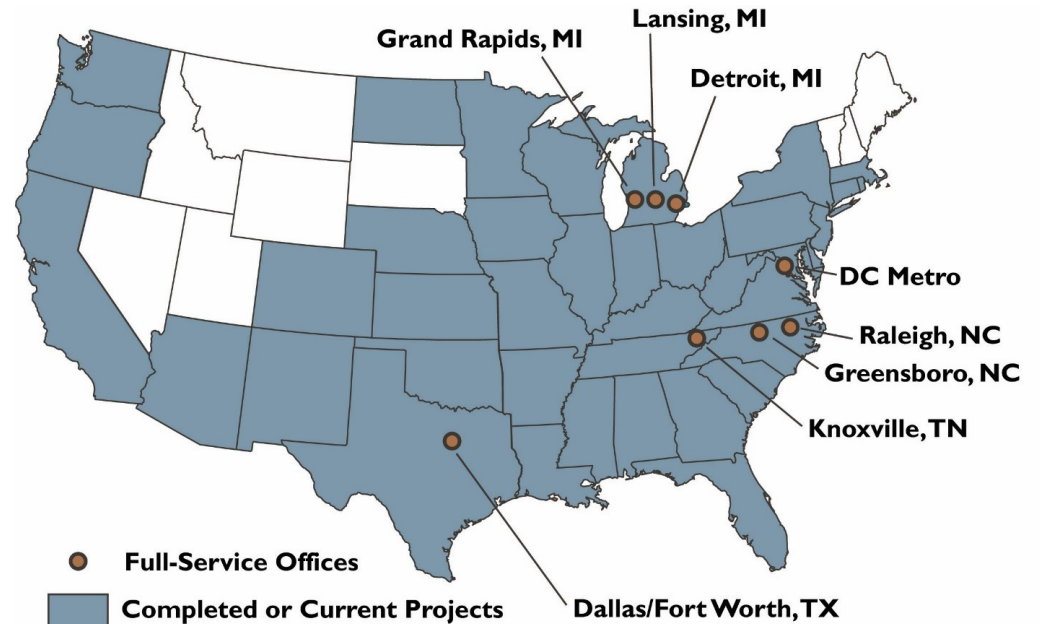 Lansing, MI
Grand Rapids, MI
Detroit, MI
DC Metro
Raleigh, NC
Greensboro, NC
Knoxville, TN
Full-Service Offices
Completed or Current Projects
Dallas/Fort Worth, TX